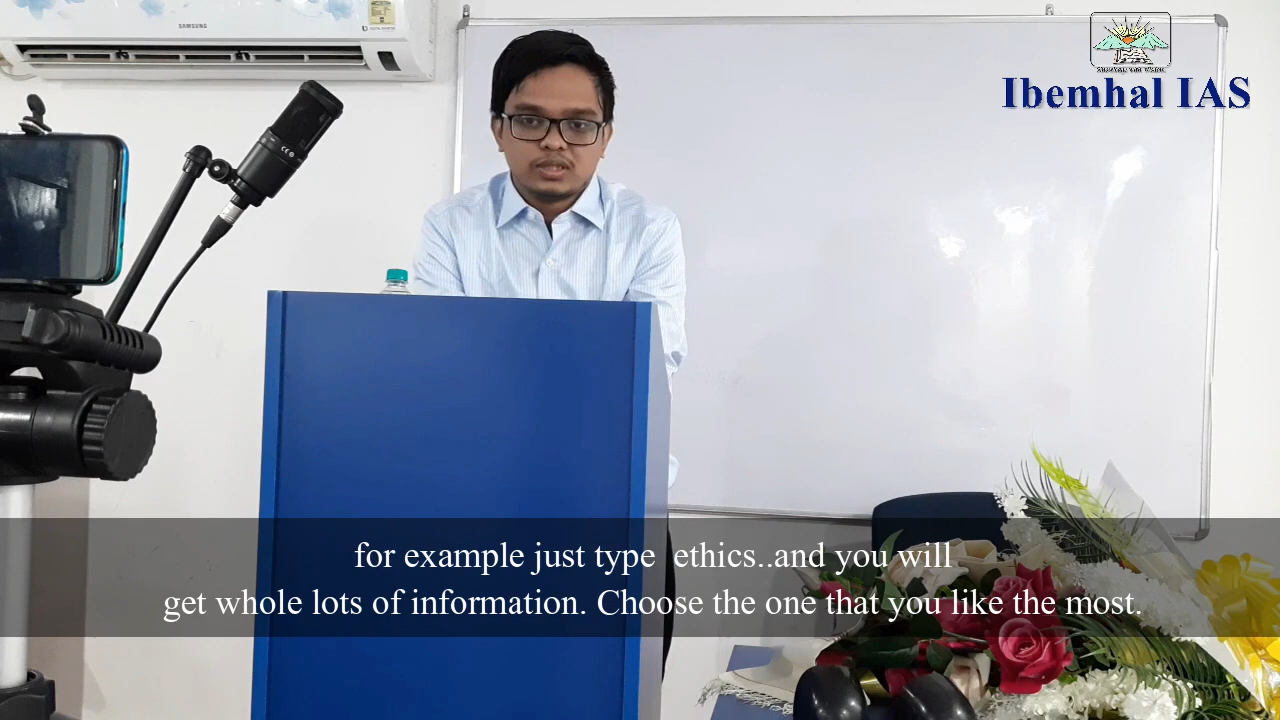 SAMSUNG
Ibemhal IAS
for example just type  ethics..and you will
get whole lots of information. Choose the one that you like the most.